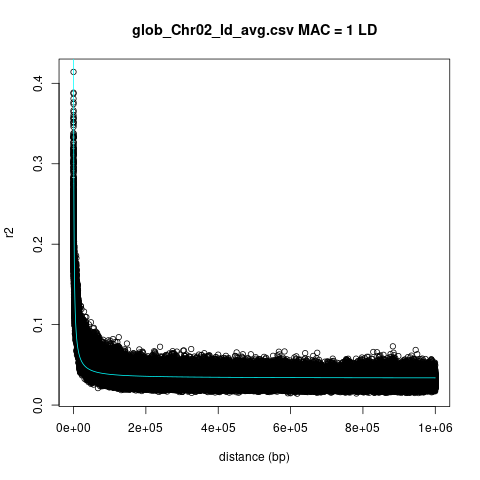 glob_Chr02_ld_avg.csv MAC = 1 LD
r2
0.4
0.3
0.2
0.1
0.0
0e+00 2e+05 4e+05 6e+05 8e+05 1e+06
distance (bp)